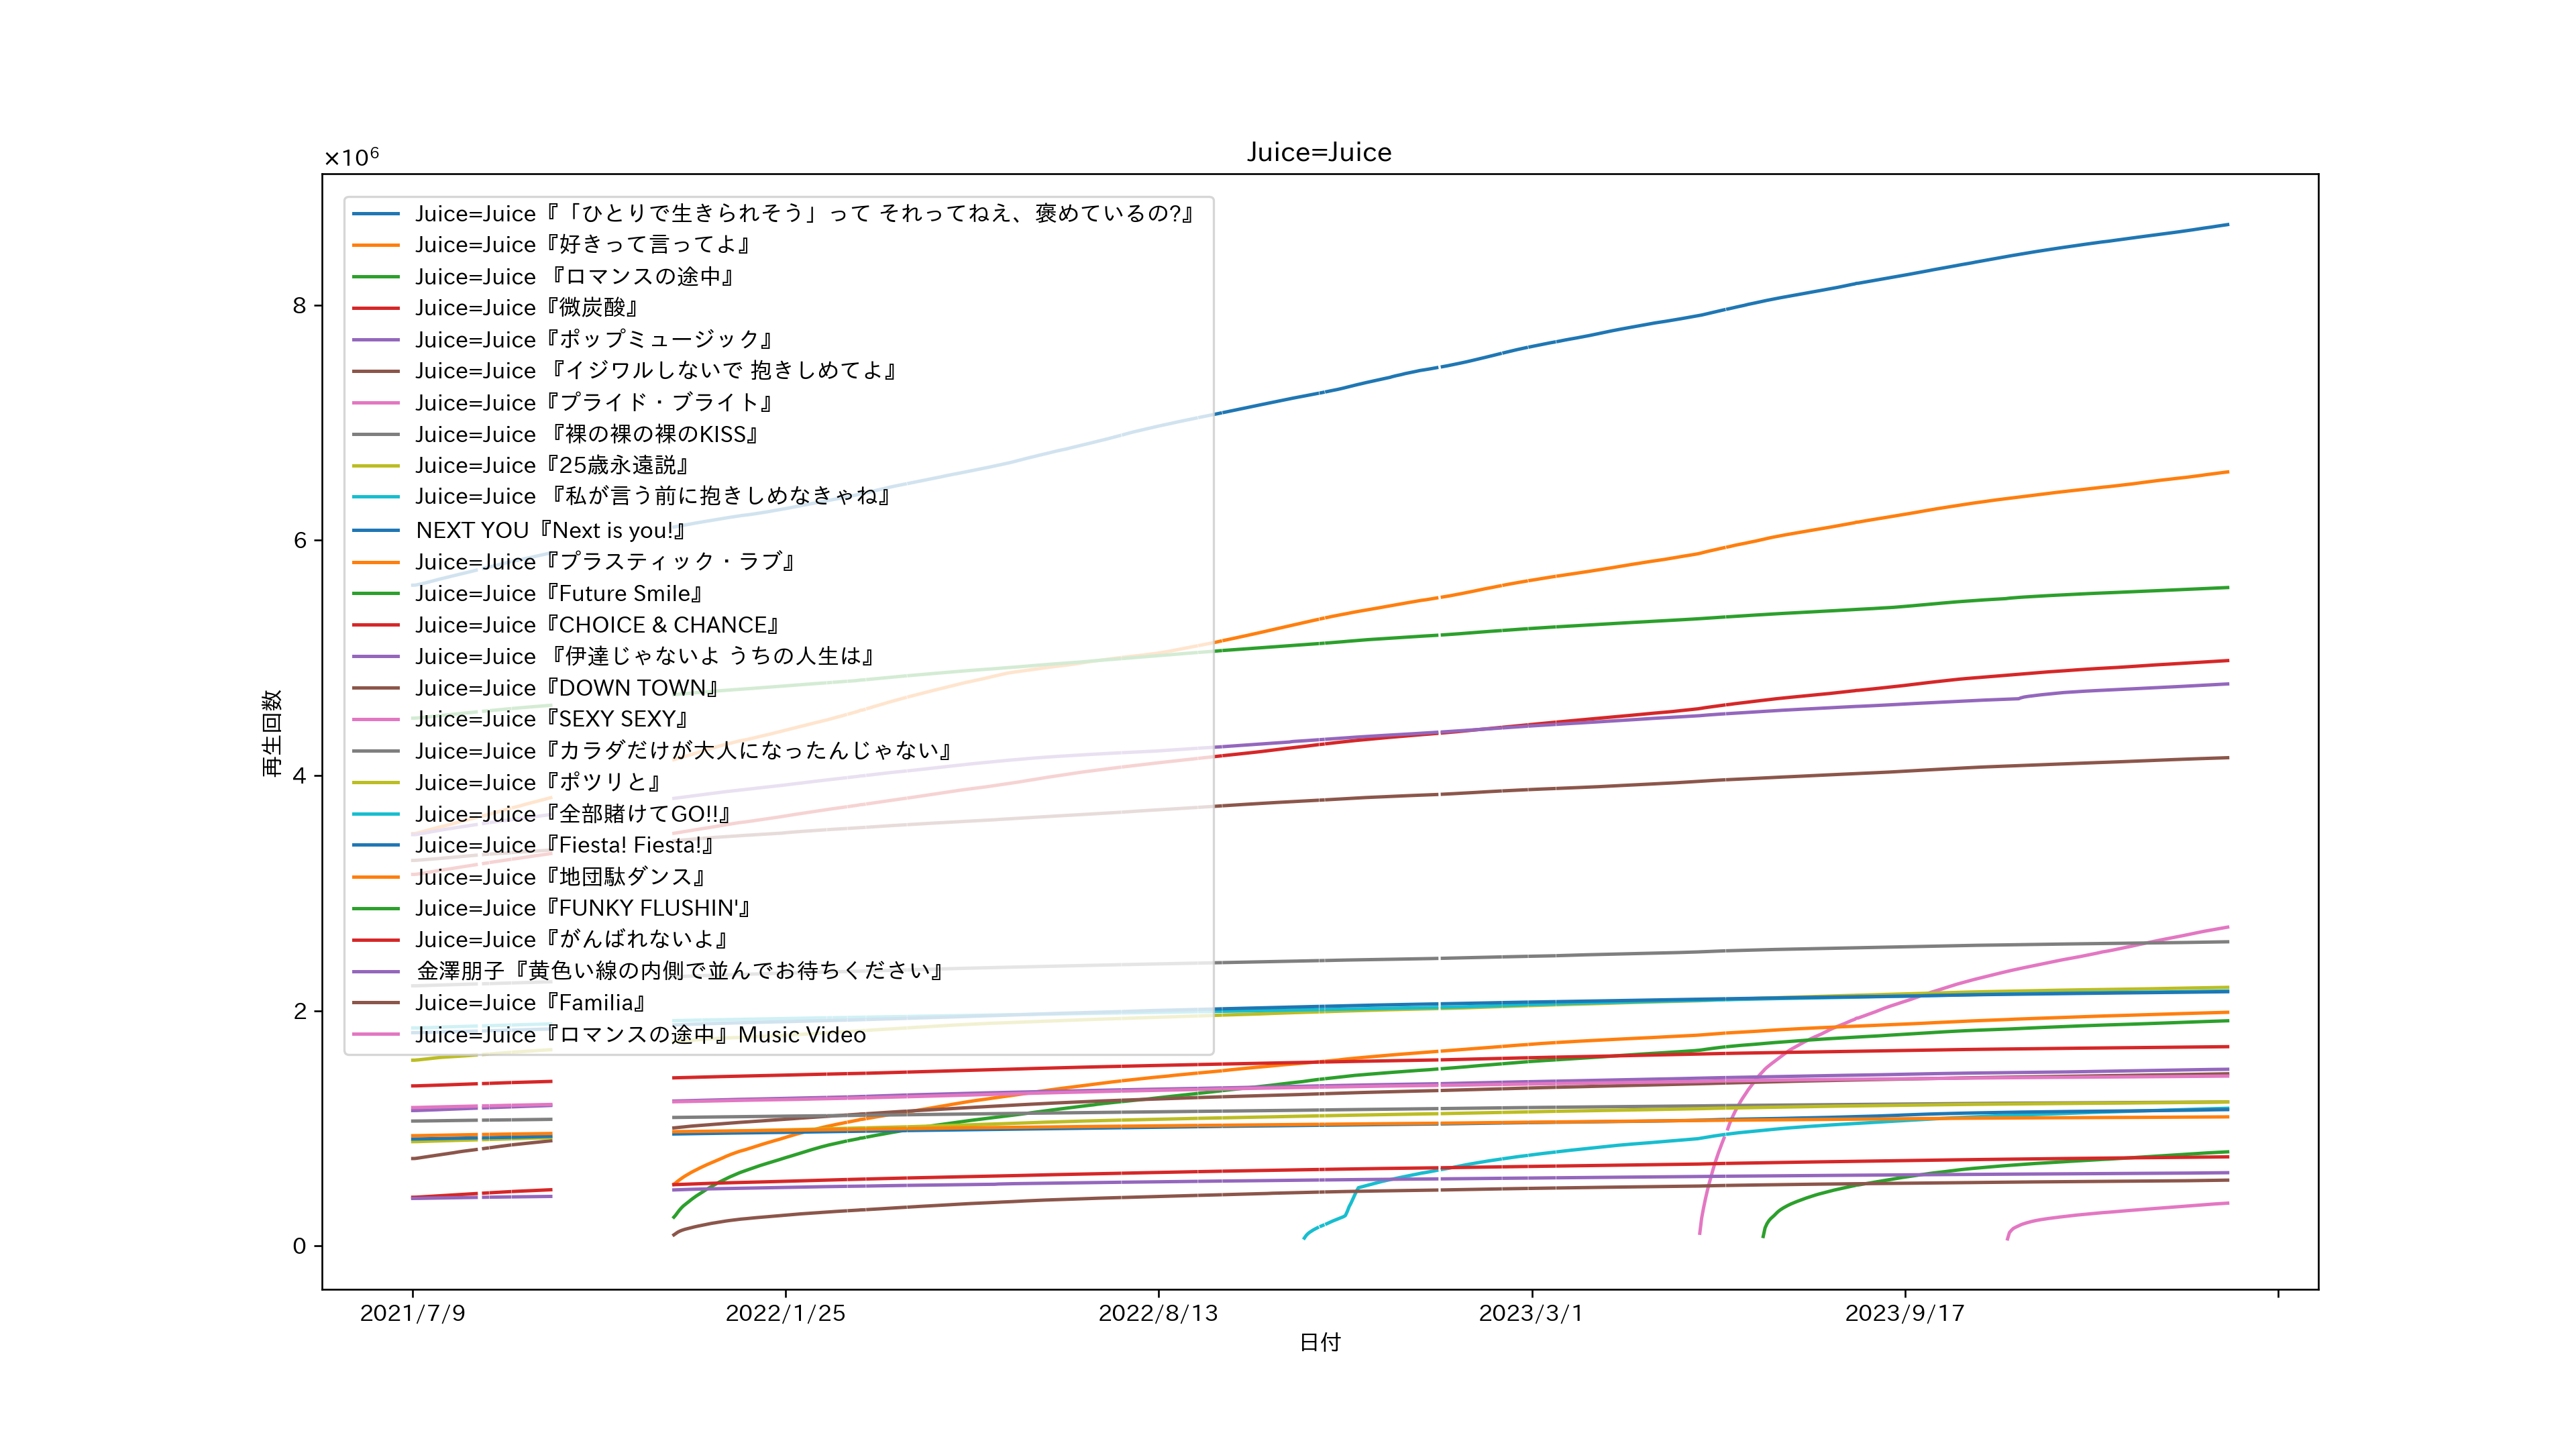 Juice=Juice
×10⁶
Juice=Juice『「ひとりで生きられそう」って それってねえ、褒めているの?』
Juice=Juice『好きって言ってよ』
Juice=Juice 『ロマンスの途中』
Juice=Juice『微炭酸』
Juice=Juice『ポップミュージック』
Juice=Juice 『イジワルしないで 抱きしめてよ』
Juice=Juice『プライド・ブライト』
Juice=Juice 『裸の裸の裸のKISS』
Juice=Juice『25歳永遠説』
Juice=Juice 『私が言う前に抱きしめなきゃね』
NEXT YOU『Next is you!』
Juice=Juice『プラスティック・ラブ』
Juice=Juice『Future Smile』
Juice=Juice『CHOICE & CHANCE』
Juice=Juice 『伊達じゃないよ うちの人生は』
Juice=Juice『DOWN TOWN』
Juice=Juice『SEXY SEXY』
Juice=Juice『カラダだけが大人になったんじゃない』
Juice=Juice『ポツリと』
Juice=Juice『全部賭けてGO!!』
Juice=Juice『Fiesta! Fiesta!』
Juice=Juice『地団駄ダンス』
Juice=Juice『FUNKY FLUSHIN'』
Juice=Juice『がんばれないよ』
金澤朋子『黄色い線の内側で並んでお待ちください』
Juice=Juice『Familia』
Juice=Juice『ロマンスの途中』Music Video
8
6
4
2
0
再生回数
2021/7/9
2022/1/25
2022/8/13
2023/3/1
2023/9/17
日付